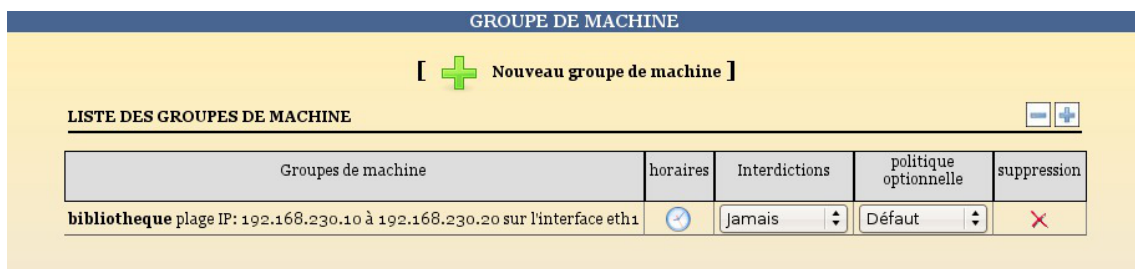 GROUPE DE MACHINE
[ Nouveau groupe de machine ]
LISTE DES GROUPES DE MACHINE
Groupes de machine horaires Interdictions politique optionnelle suppression
bibliotheque plage IP: 192.168.230.10 à 192.168.230.20 sur l'interface eth1 Jamais Défaut